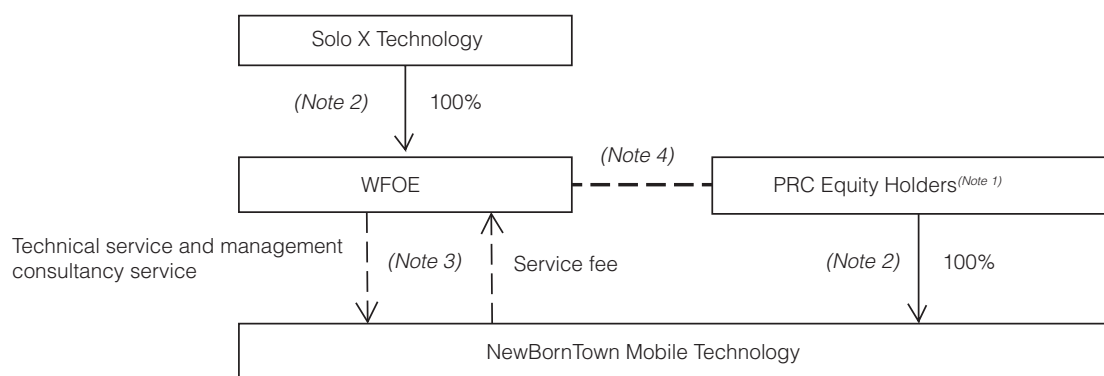 Solo X Technology
(Note 2) 100%
WFOE
(Note 4)
PRC Equity Holders(Note 1)
Technical service and management
consultancy service
(Note 3)
Service fee
(Note 2) 100%
NewBornTown Mobile Technology